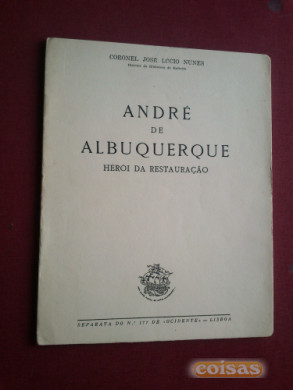 CORONEL JOSÉ LÚCIO NUNES
ANDRÉ
DE
ALBUQUERQUE
HERÓI DA RESTAURAÇÃO
SEPARATA DO N.º DE «OCIDENTE» — LISBOA
coisas